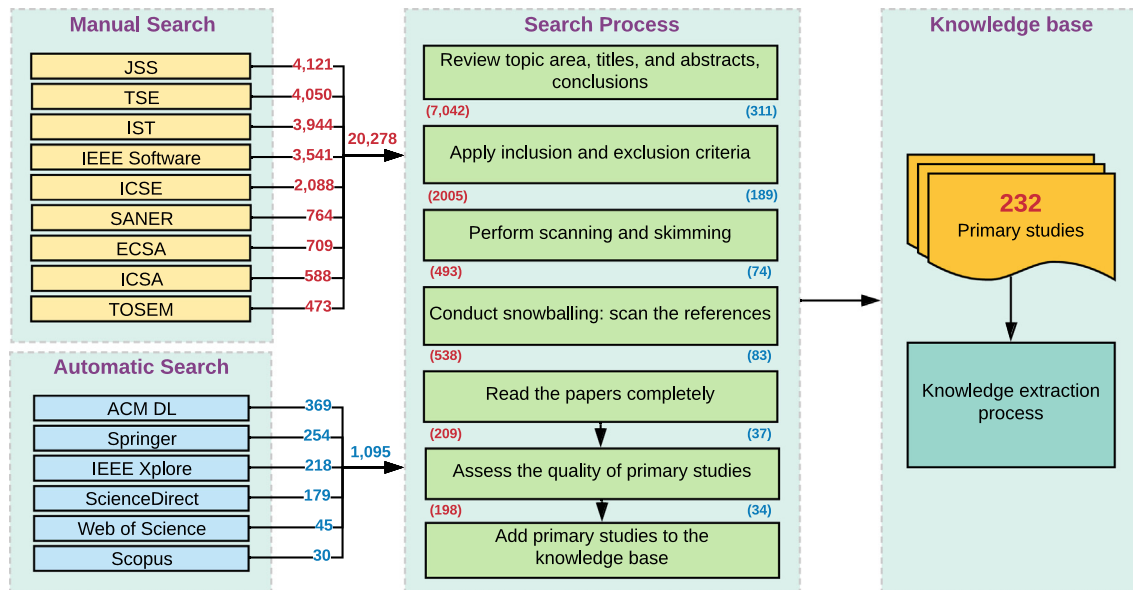 Manual Search
JSS
4,121
TSE
4,050
IST
3,944
IEEE Software
3,541
ICSE
2,088
SANER
764
ECSA
709
ICSA
588
TOSEM
473
20,278
Automatic Search
ACM DL
369
Springer
254
IEEE Xplore
218
ScienceDirect
179
Web of Science
45
Scopus
30
1,095
Search Process
Review topic area, titles, and abstracts,
conclusions
(7,042)
(311)
Apply inclusion and exclusion criteria
(2005)
(189)
Perform scanning and skimming
(493)
(74)
Conduct snowballing: scan the references
(538)
(83)
Read the papers completely
(209)
(37)
Assess the quality of primary studies
(198)
(34)
Add primary studies to the
knowledge base
Knowledge base
232
Primary studies
Knowledge extraction
process